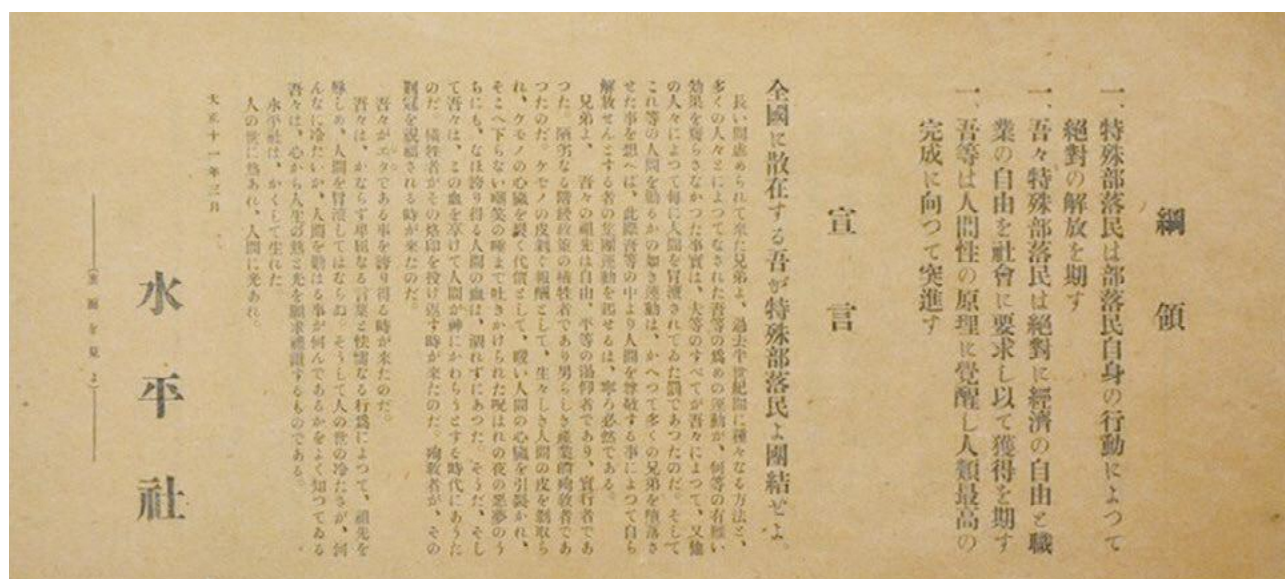 綱領
一、特殊部落民は部落民自身の行動によつて
絶對の解放を期す
一、吾々特殊部落民は絶對に經濟の自由と職
業の自由を社會に要求し以て獲得を期す
一、吾等は人間性の原理に覺醒し人類最高の
完成に向つて突進す
宣言
全國に散在する吾が特殊部落民よ團結せよ。
長い間虐められて來た兄弟よ、過去半世紀間に種々なる方法と、
多くの人々とによつてなされた吾等の爲めの運動が、何等の有難い
効果を齎らさなかつた事實は、夫等のすべてが吾々によつて、又他
の人々によつて毎に人間を冒涜されてゐた罰であつたのだ。そして
これ等の人間を勦るかの如き運動は、かへつて多くの兄弟を堕落さ
せた事を想へば、此際吾等の中より人間を尊敬する事によつて自ら
解放せんとする者の集團運動を起せるは、寧ろ必然である。
兄弟よ、吾々の祖先は自由、平等の渇仰者であり、實行者であ
つた。陋劣なる階級政策の犠牲者であり男らしき産業的殉教者であ
つたのだ。ケモノの皮剥ぐ報酬として、生々しき人間の皮を剥取ら
れ、ケモノの心臓を裂く代價として、暖い人間の心臓を引裂かれ、
そこへ下らない嘲笑の唾まで吐きかけられた呪はれの夜の惡夢のう
ちにも、なほ誇り得る人間の血は、涸れずにあつた。そうだ、そし
て吾々は、この血を享けて人間が神にかわらうとする時代にあうた
のだ。犠牲者がその烙印を投げ返す時が來たのだ。殉教者が、その
荊冠を祝福される時が來たのだ。
吾々がエタである事を誇り得る時が來たのだ。
吾々は、かならず卑屈なる言葉と怯懦なる行爲によつて、祖先を
辱しめ、人間を冒涜してはならぬ。そうして人の世の冷たさが、何
んなに冷たいか、人間を勦はる事が何んであるかをよく知つてゐる
吾々は、心から人生の熱と光を願求禮讃するものである。
水平社は、かくして生れた。
人の世に熱あれ、人間に光あれ。
大正十一年三月
水平社
(裏面を見よ)